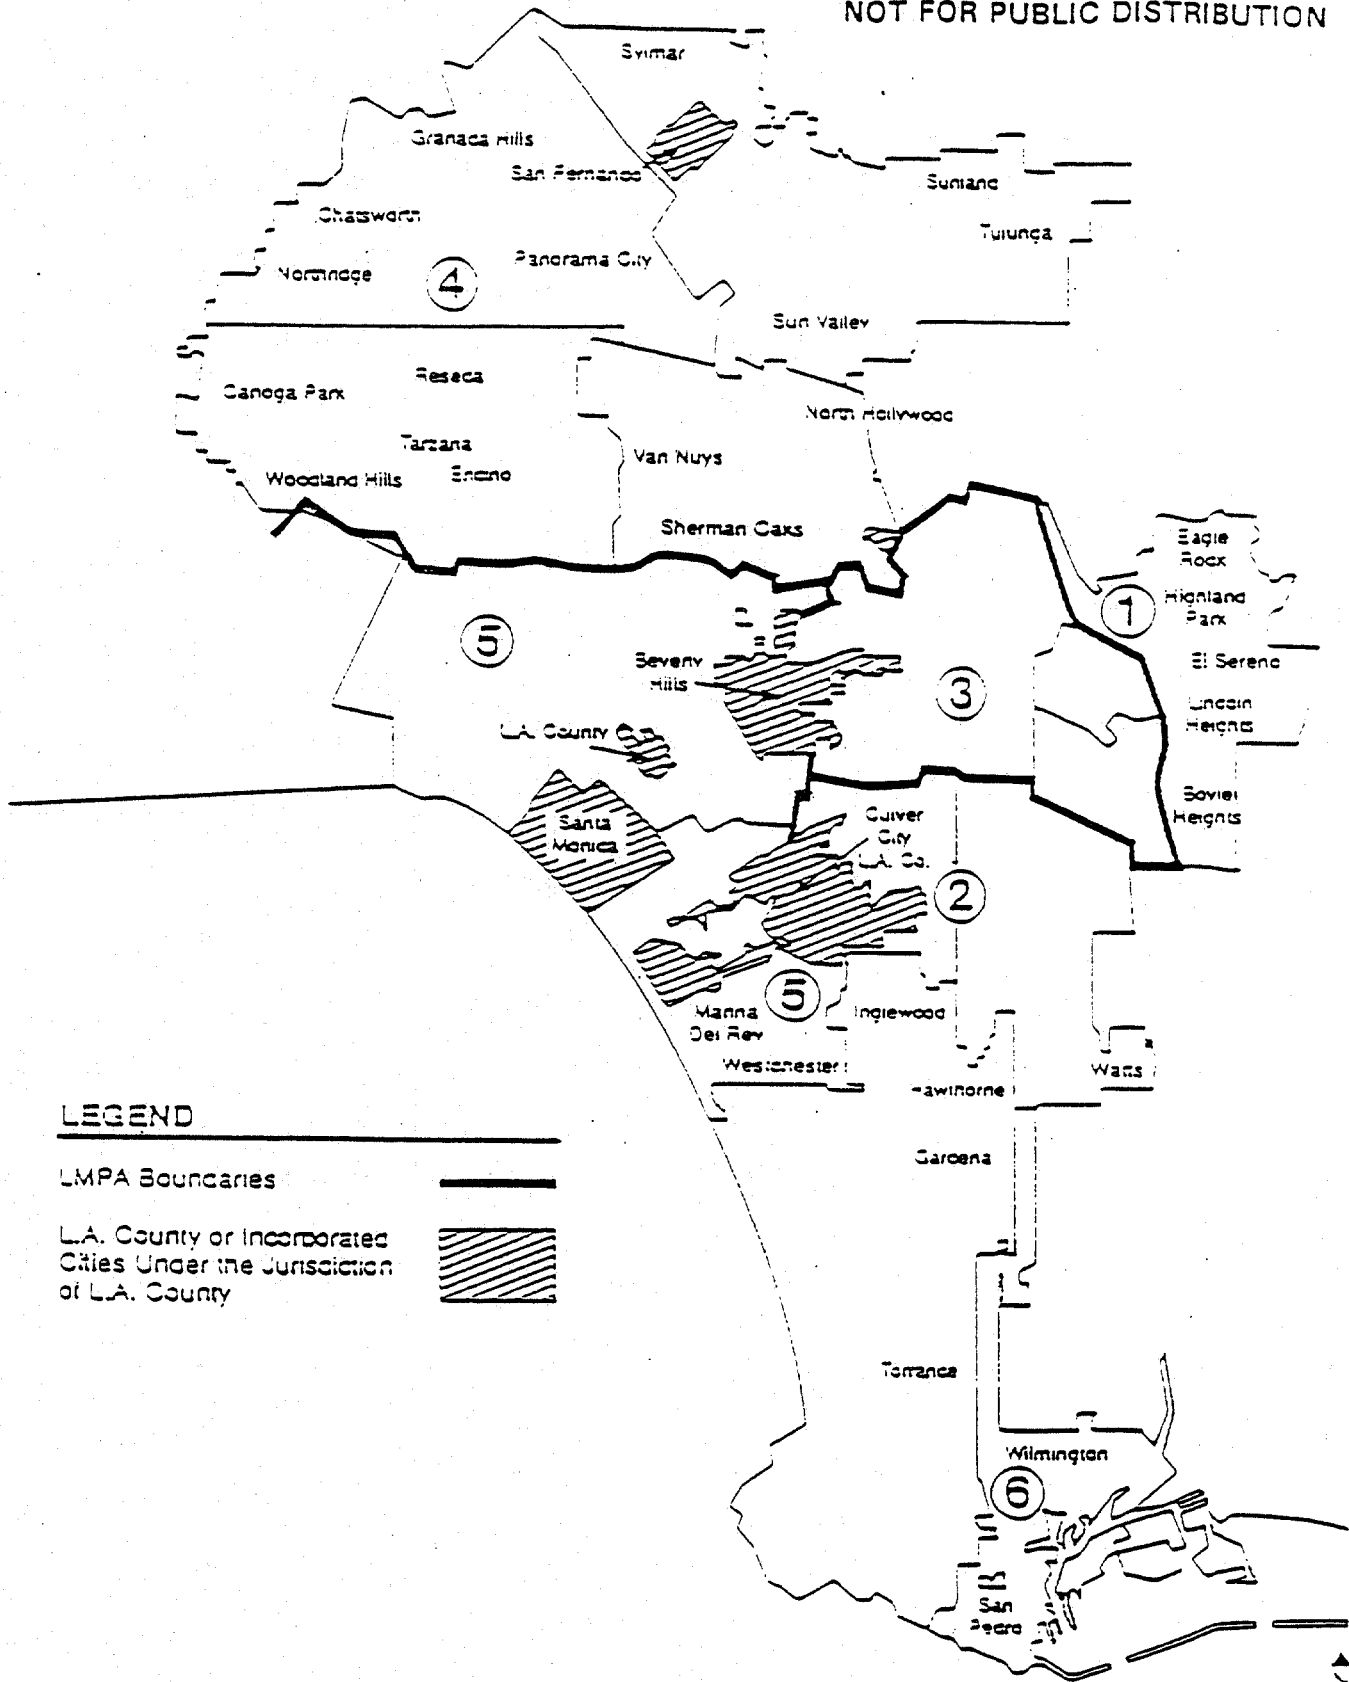 NOT FOR PUBLIC DISTRIBUTION
Sylmar
Granada Hills
San Fernando
Sunland
Chatsworth
Tujunga
Panorama City
Northridge
4
Sun Valley
Reseda
Canoga Park
North Hollywood
Tarzana
Van Nuys
Encino
Woodland Hills
Sherman Oaks
Eagle
Rock
1
Highland
Park
5
Beverly
Hills
El Sereno
3
Lincoln
Heights
L.A. County
Boyle
Heights
Santa
Monica
Culver
City
L.A. Co.
2
5
Marina
Del Rey
Inglewood
Westchester
Watts
Hawthorne
LEGEND
Gardena
LMPA Boundaries
L.A. County or Incorporated
Cities Under the Jurisdiction
of L.A. County
Torrance
Wilmington
6
San
Pedro